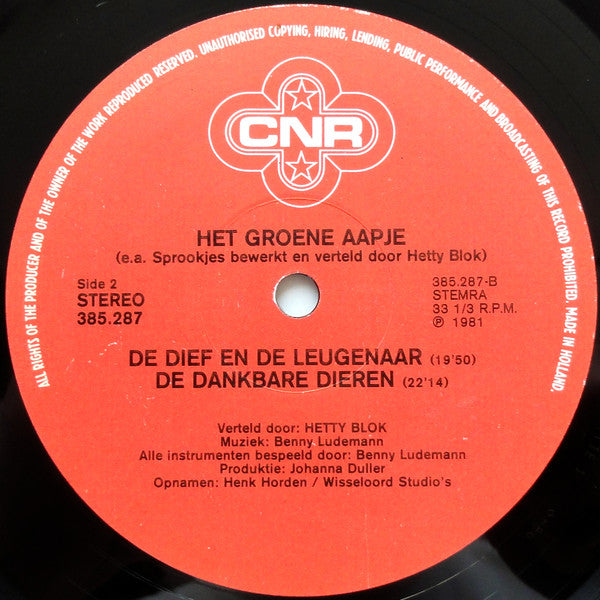 ALL RIGHTS OF THE PRODUCER AND OF THE OWNER OF THE WORK REPRODUCED RESERVED. UNAUTHORISED COPYING, HIRING, LENDING, PUBLIC PERFORMANCE AND BROADCASTING OF THIS RECORD PROHIBITED. MADE IN HOLLAND.
CNR
HET GROENE AAPJE
(e.a. Sprookjes bewerkt en verteld door Hetty Blok)
Side 2
STEREO
385.287
385.287-B
STEMRA
33 1/3 R.P.M.
℗ 1981
DE DIEF EN DE LEUGENAAR (19'50)
DE DANKBARE DIEREN (22'14)
Verteld door: HETTY BLOK
Muziek: Benny Ludemann
Alle instrumenten bespeeld door: Benny Ludemann
Produktie: Johanna Duller
Opnamen: Henk Horden / Wisseloord Studio's